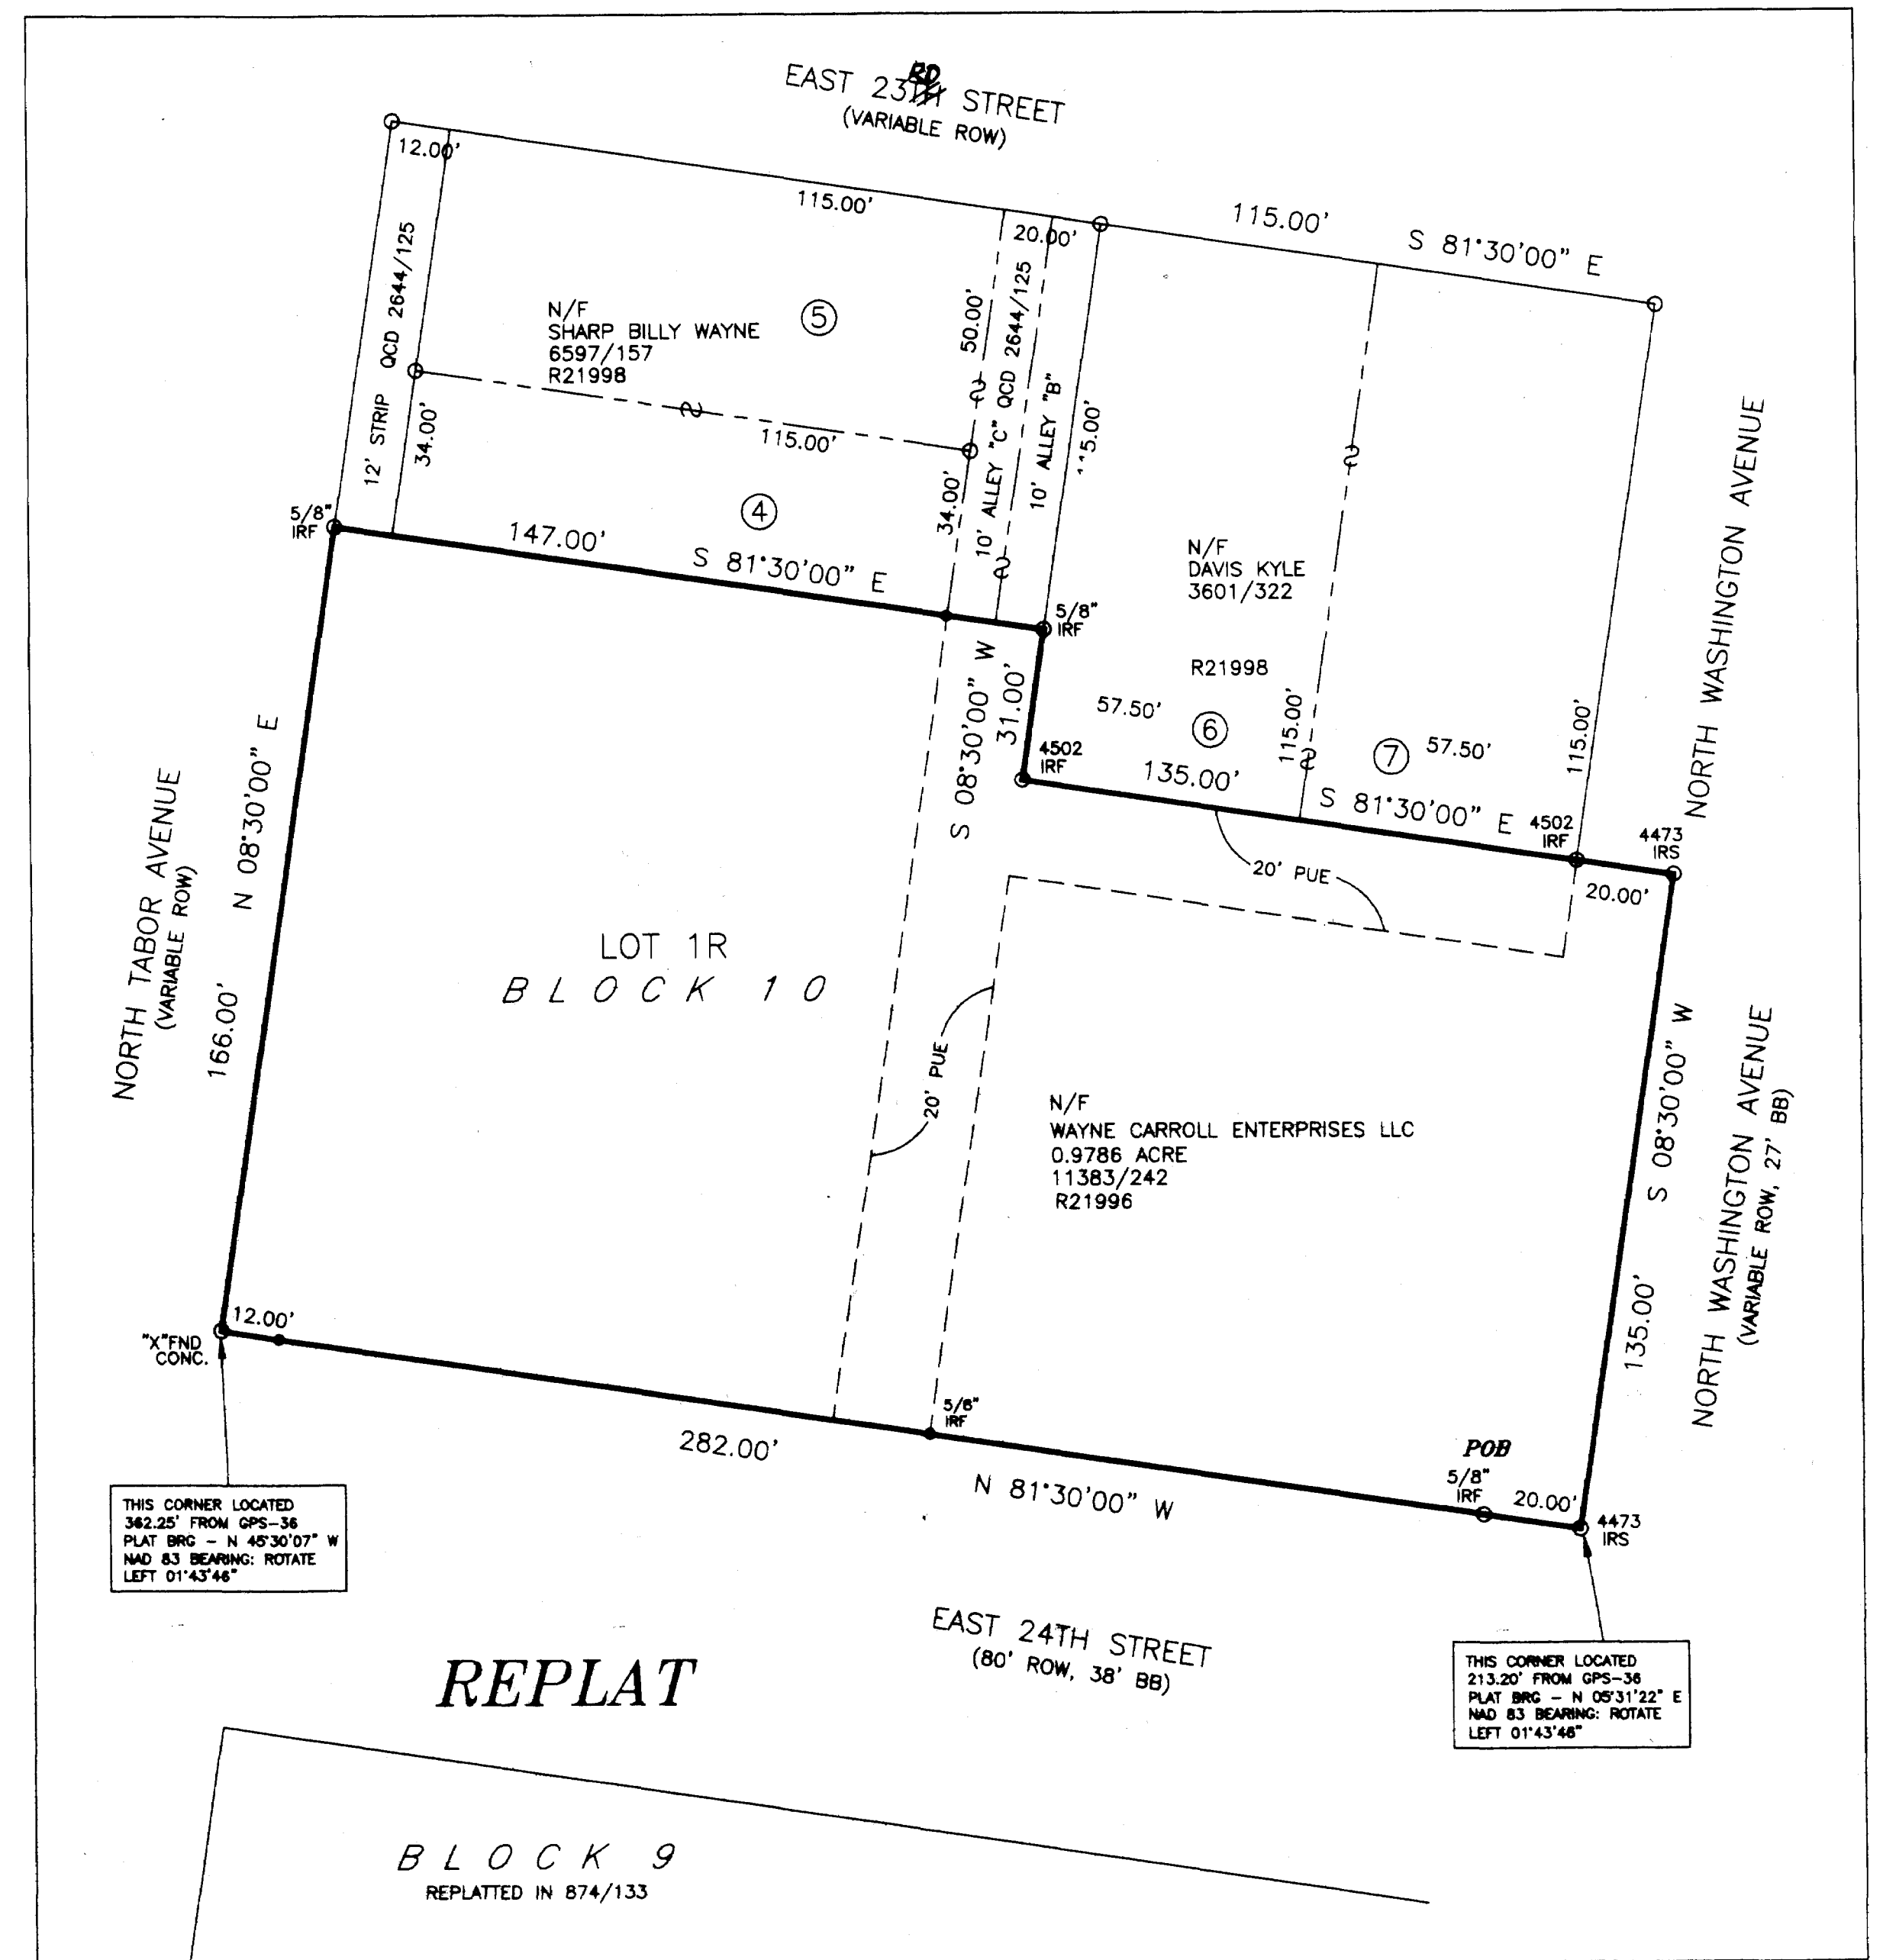 EAST 23RD STREET
(VARIABLE ROW)
12.00'
115.00'
20.00'
115.00'
S 81°30'00" E
12' STRIP QCD 2644/125
N/F
SHARP BILLY WAYNE
6597/157
R21998
5
50.00'
10' ALLEY "C" QCD 2644/125
10' ALLEY "B"
115.00'
34.00'
115.00'
34.00'
4
5/8"
IRF
147.00'
S 81°30'00" E
N/F
DAVIS KYLE
3601/322
R21998
5/8"
IRF
S 08°30'00" W
31.00'
57.50'
6
115.00'
7
57.50'
115.00'
NORTH WASHINGTON AVENUE
4502
IRF
135.00'
S 81°30'00" E
4502
IRF
4473
IRS
20.00'
20' PUE
NORTH TABOR AVENUE
(VARIABLE ROW)
N 08°30'00" E
166.00'
LOT 1R
BLOCK 10
20' PUE
N/F
WAYNE CARROLL ENTERPRISES LLC
0.9786 ACRE
11383/242
R21996
S 08°30'00" W
135.00'
NORTH WASHINGTON AVENUE
(VARIABLE ROW, 27' BB)
"X"FND
CONC.
12.00'
282.00'
5/8"
IRF
N 81°30'00" W
POB
5/8"
IRF
20.00'
4473
IRS
THIS CORNER LOCATED
362.25' FROM GPS-36
PLAT BRG - N 45°30'07" W
NAD 83 BEARING: ROTATE
LEFT 01°43'46"
EAST 24TH STREET
(80' ROW, 38' BB)
THIS CORNER LOCATED
213.20' FROM GPS-36
PLAT BRG - N 05°31'22" E
NAD 83 BEARING: ROTATE
LEFT 01°43'46"
REPLAT
BLOCK 9
REPLATTED IN 874/133